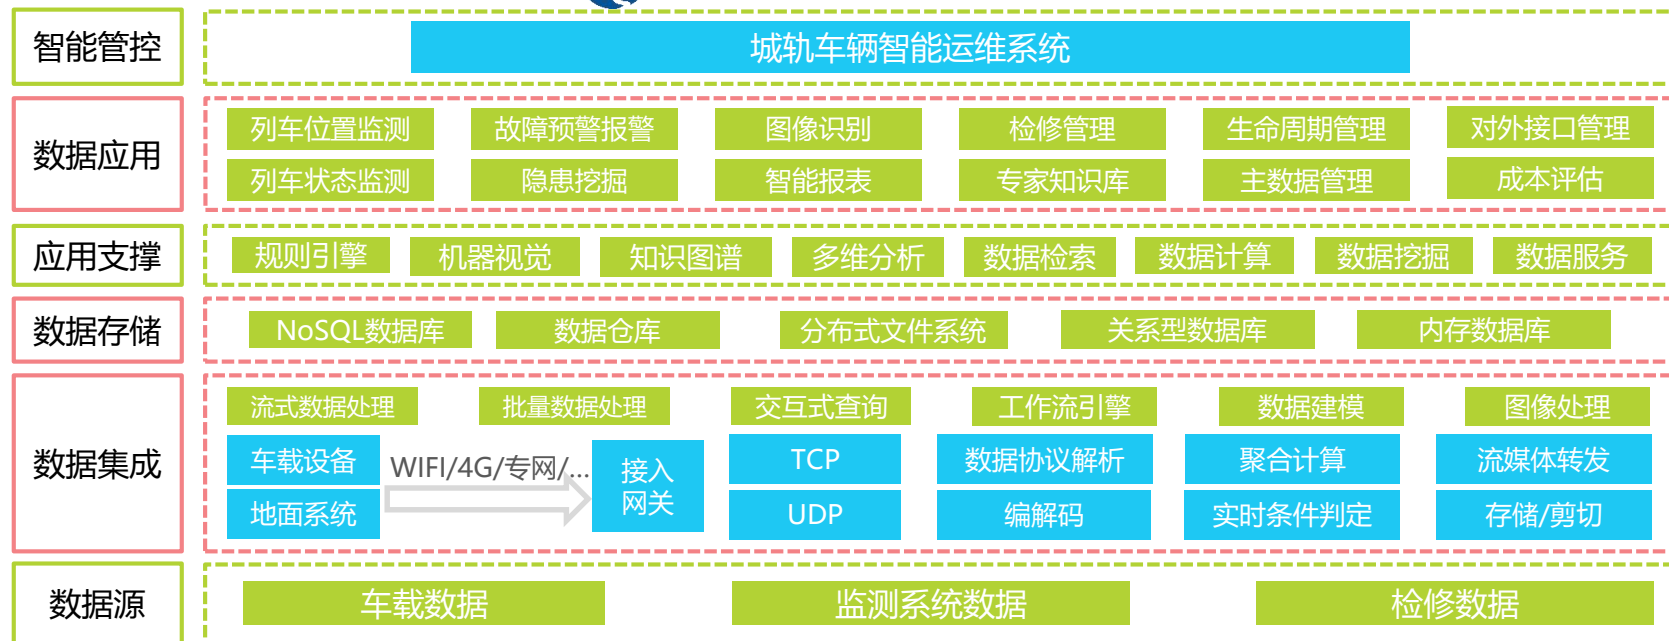 智能管控
城轨车辆智能运维系统
数据应用
列车位置监测
故障预警报警
图像识别
检修管理
生命周期管理
对外接口管理
列车状态监测
隐患挖掘
智能报表
专家知识库
主数据管理
成本评估
应用支撑
规则引擎
机器视觉
知识图谱
多维分析
数据检索
数据计算
数据挖掘
数据服务
数据存储
NoSQL数据库
数据仓库
分布式文件系统
关系型数据库
内存数据库
数据集成
流式数据处理
批量数据处理
交互式查询
工作流引擎
数据建模
图像处理
车载设备
地面系统
WIFI/4G/专网/...
接入
网关
TCP
数据协议解析
聚合计算
流媒体转发
UDP
编解码
实时条件判定
存储/剪切
数据源
车载数据
监测系统数据
检修数据